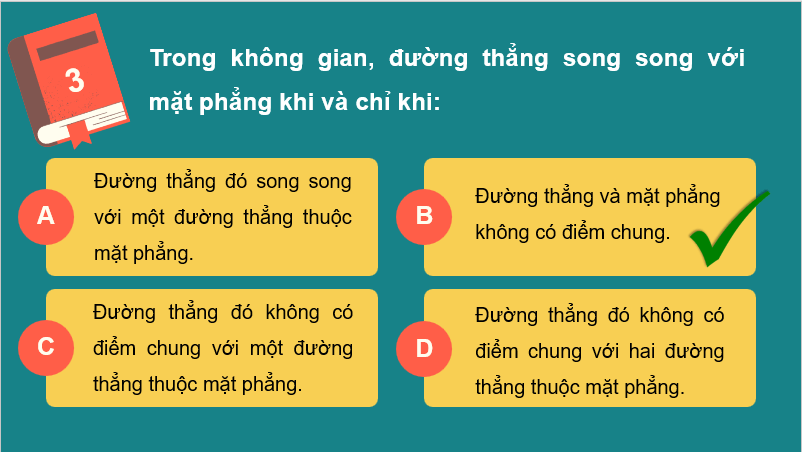 3
Trong không gian, đường thẳng song song với
mặt phẳng khi và chỉ khi:
A
Đường thẳng đó song song
với một đường thẳng thuộc
mặt phẳng.
B
Đường thẳng và mặt phẳng
không có điểm chung.
C
Đường thẳng đó không có
điểm chung với một đường
thẳng thuộc mặt phẳng.
D
Đường thẳng đó không có
điểm chung với hai đường
thẳng thuộc mặt phẳng.